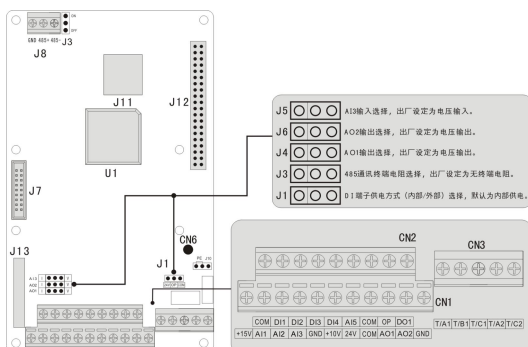 ON
OFF
GND 485+ 485- J3
J8
J11
J12
U1
J7
J13
CN6
J1
PE J16
AI3
AO2
AO1
J5 AI3输入选择，出厂设定为电压输入。
J6 AO2输出选择，出厂设定为电压输出。
J4 AO1输出选择，出厂设定为电压输出。
J3 485通讯终端电阻选择，出厂设定为无终端电阻。
J1 DI端子供电方式（内部/外部）选择，默认为内部供电。
CN2
CN3
CN1
COM DI1 DI2 DI3 DI4 AI5 COM OP DO1
+15V AI1 AI2 AI3 GND +10V 24V COM AO1 AO2 GND
T/A1 T/B1 T/C1 T/A2 T/C2